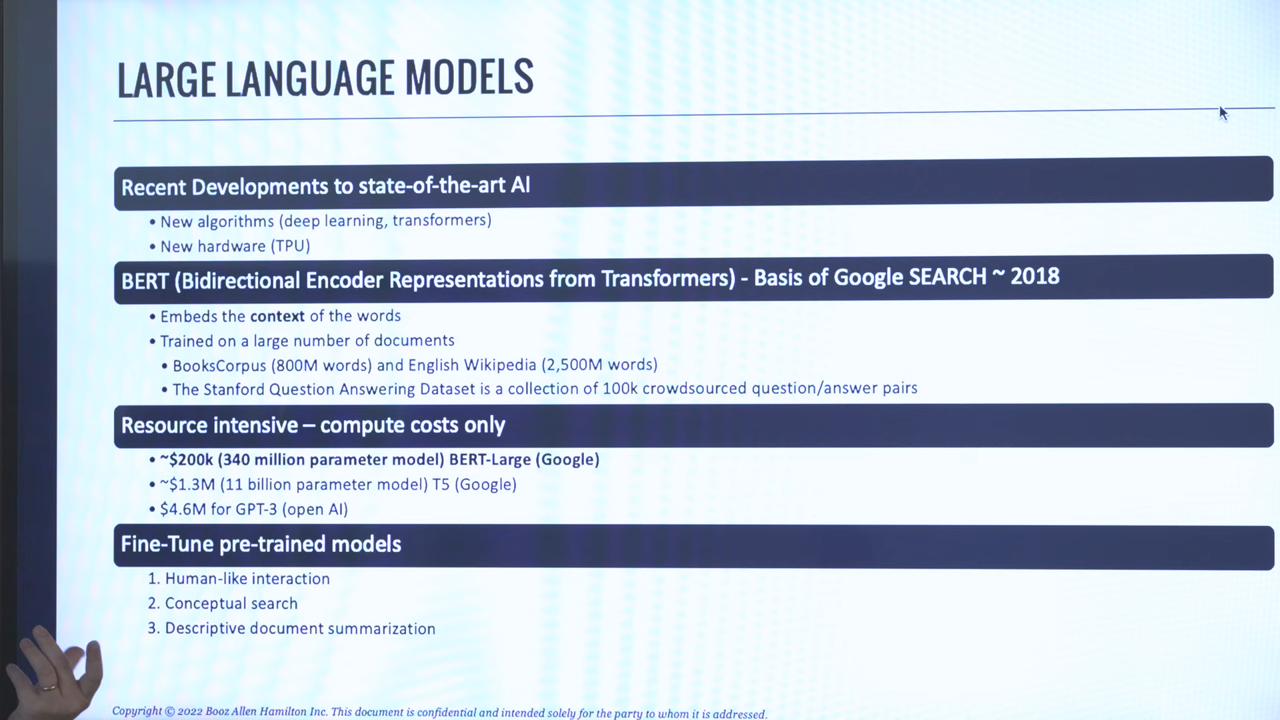 LARGE LANGUAGE MODELS
Recent Developments to state-of-the-art AI
• New algorithms (deep learning, transformers)
• New hardware (TPU)
BERT (Bidirectional Encoder Representations from Transformers) - Basis of Google SEARCH ~ 2018
• Embeds the context of the words
• Trained on a large number of documents
• BooksCorpus (800M words) and English Wikipedia (2,500M words)
• The Stanford Question Answering Dataset is a collection of 100k crowdsourced question/answer pairs
Resource intensive – compute costs only
• ~$200k (340 million parameter model) BERT-Large (Google)
• ~$1.3M (11 billion parameter model) T5 (Google)
• $4.6M for GPT-3 (open AI)
Fine-Tune pre-trained models
1. Human-like interaction
2. Conceptual search
3. Descriptive document summarization
Copyright © 2022 Booz Allen Hamilton Inc. This document is confidential and intended solely for the party to whom it is addressed.